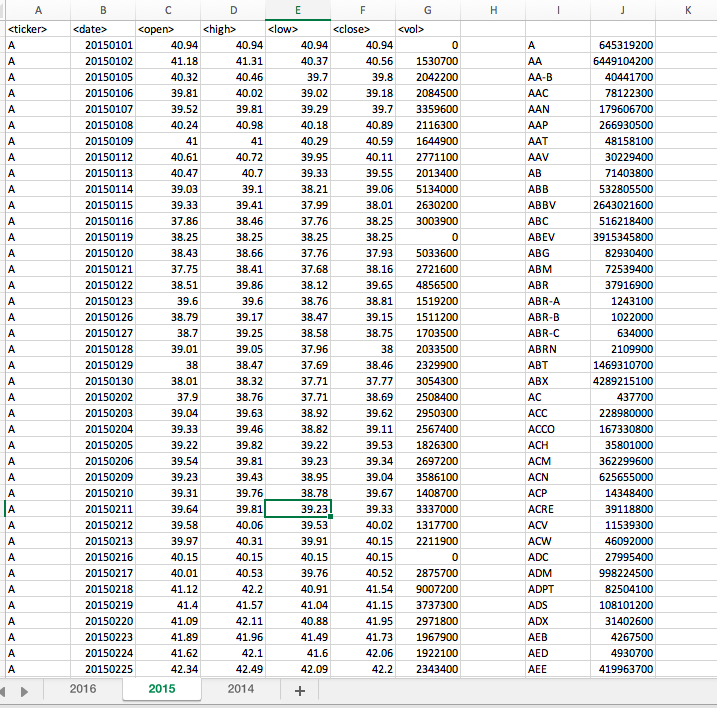 A B C D E F G H I J K
<ticker> <date> <open> <high> <low> <close> <vol>
A 20150101 40.94 40.94 40.94 40.94 0 A 645319200
A 20150102 41.18 41.31 40.37 40.56 1530700 AA 6449104200
A 20150105 40.32 40.46 39.7 39.8 2042200 AA-B 40441700
A 20150106 39.81 40.02 39.02 39.18 2084500 AAC 78122300
A 20150107 39.52 39.81 39.29 39.7 3359600 AAN 179606700
A 20150108 40.24 40.98 40.18 40.89 2116300 AAP 266930500
A 20150109 41 41 40.29 40.59 1644900 AAT 48158100
A 20150112 40.61 40.72 39.95 40.11 2771100 AAV 30229400
A 20150113 40.47 40.7 39.33 39.55 2013400 AB 71403800
A 20150114 39.03 39.1 38.21 39.06 5134000 ABB 532805500
A 20150115 39.33 39.41 37.99 38.01 2630200 ABBV 2643021600
A 20150116 37.86 38.46 37.76 38.25 3003900 ABC 516218400
A 20150119 38.25 38.25 38.25 38.25 0 ABEV 3915345800
A 20150120 38.43 38.66 37.76 37.93 5033600 ABG 82930400
A 20150121 37.75 38.41 37.68 38.16 2721600 ABM 72539400
A 20150122 38.51 39.86 38.12 39.65 4856500 ABR 37916900
A 20150123 39.6 39.6 38.76 38.81 1519200 ABR-A 1243100
A 20150126 38.79 39.17 38.47 39.15 1511200 ABR-B 1022000
A 20150127 38.7 39.25 38.58 38.75 1703500 ABR-C 634000
A 20150128 39.01 39.05 37.96 38 2033500 ABRN 2109900
A 20150129 38 38.47 37.69 38.46 2329900 ABT 1469310700
A 20150130 38.01 38.32 37.71 37.77 3054300 ABX 4289215100
A 20150202 37.9 38.76 37.71 38.69 2508400 AC 437700
A 20150203 39.04 39.63 38.92 39.62 2950300 ACC 228980000
A 20150204 39.33 39.46 38.82 39.11 2567400 ACCO 167330800
A 20150205 39.22 39.82 39.22 39.53 1826300 ACH 35801000
A 20150206 39.54 39.81 39.23 39.34 2697200 ACM 362299600
A 20150209 39.23 39.43 38.95 39.04 3586100 ACN 625655000
A 20150210 39.31 39.76 38.78 39.67 1408700 ACP 14348400
A 20150211 39.64 39.81 39.23 39.33 3337000 ACRE 39118800
A 20150212 39.58 40.06 39.53 40.02 1317700 ACV 11539300
A 20150213 39.97 40.31 39.91 40.15 2211900 ACW 46092000
A 20150216 40.15 40.15 40.15 40.15 0 ADC 27995400
A 20150217 40.01 40.53 39.76 40.52 2875700 ADM 998224500
A 20150218 41.12 42.2 40.91 41.54 9007200 ADPT 82504100
A 20150219 41.4 41.57 41.04 41.15 3737300 ADS 108101200
A 20150220 41.09 42.11 40.88 41.95 2971800 ADX 31402600
A 20150223 41.89 41.96 41.49 41.73 1967900 AEB 4267500
A 20150224 41.62 42.1 41.6 42.06 1922100 AED 4930700
A 20150225 42.34 42.49 42.09 42.2 2343400 AEE 419963700
2016 2015 2014 +